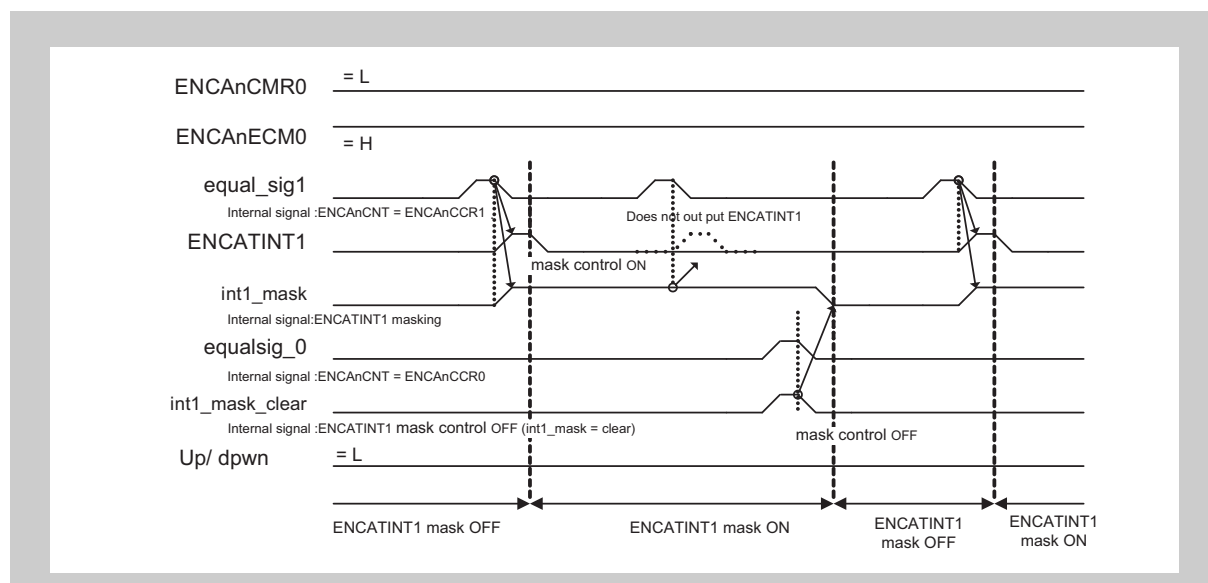 ENCAnCMR0 = L
ENCAnECM0 = H
equal_sig1
Internal signal :ENCAnCNT = ENCAnCCR1
Does not out put ENCATINT1
ENCATINT1
mask control ON
int1_mask
Internal signal:ENCATINT1 masking
equalsig_0
Internal signal :ENCAnCNT = ENCAnCCR0
int1_mask_clear
Internal signal :ENCATINT1 mask control OFF (int1_mask = clear)
mask control OFF
Up/ dpwn = L
ENCATINT1 mask OFF
ENCATINT1 mask ON
ENCATINT1
mask OFF
ENCATINT1
mask ON